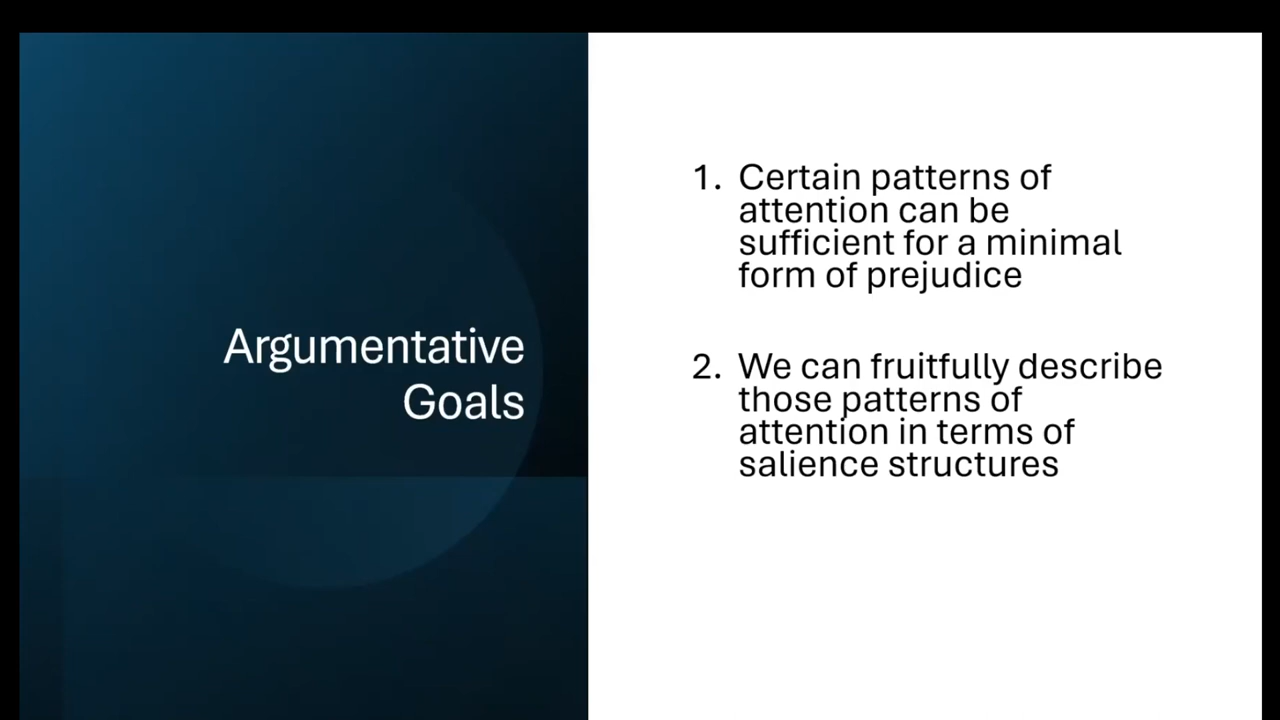 Argumentative
Goals
1. Certain patterns of
attention can be
sufficient for a minimal
form of prejudice
2. We can fruitfully describe
those patterns of
attention in terms of
salience structures